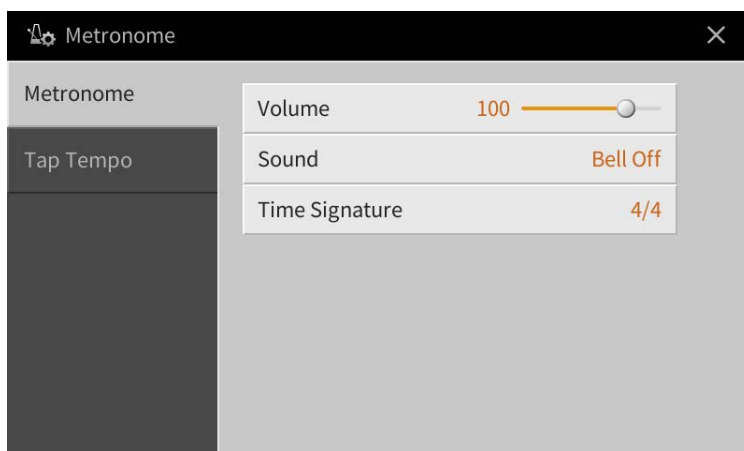 Metronome
Metronome
Tap Tempo
Volume 100
Sound Bell Off
Time Signature 4/4